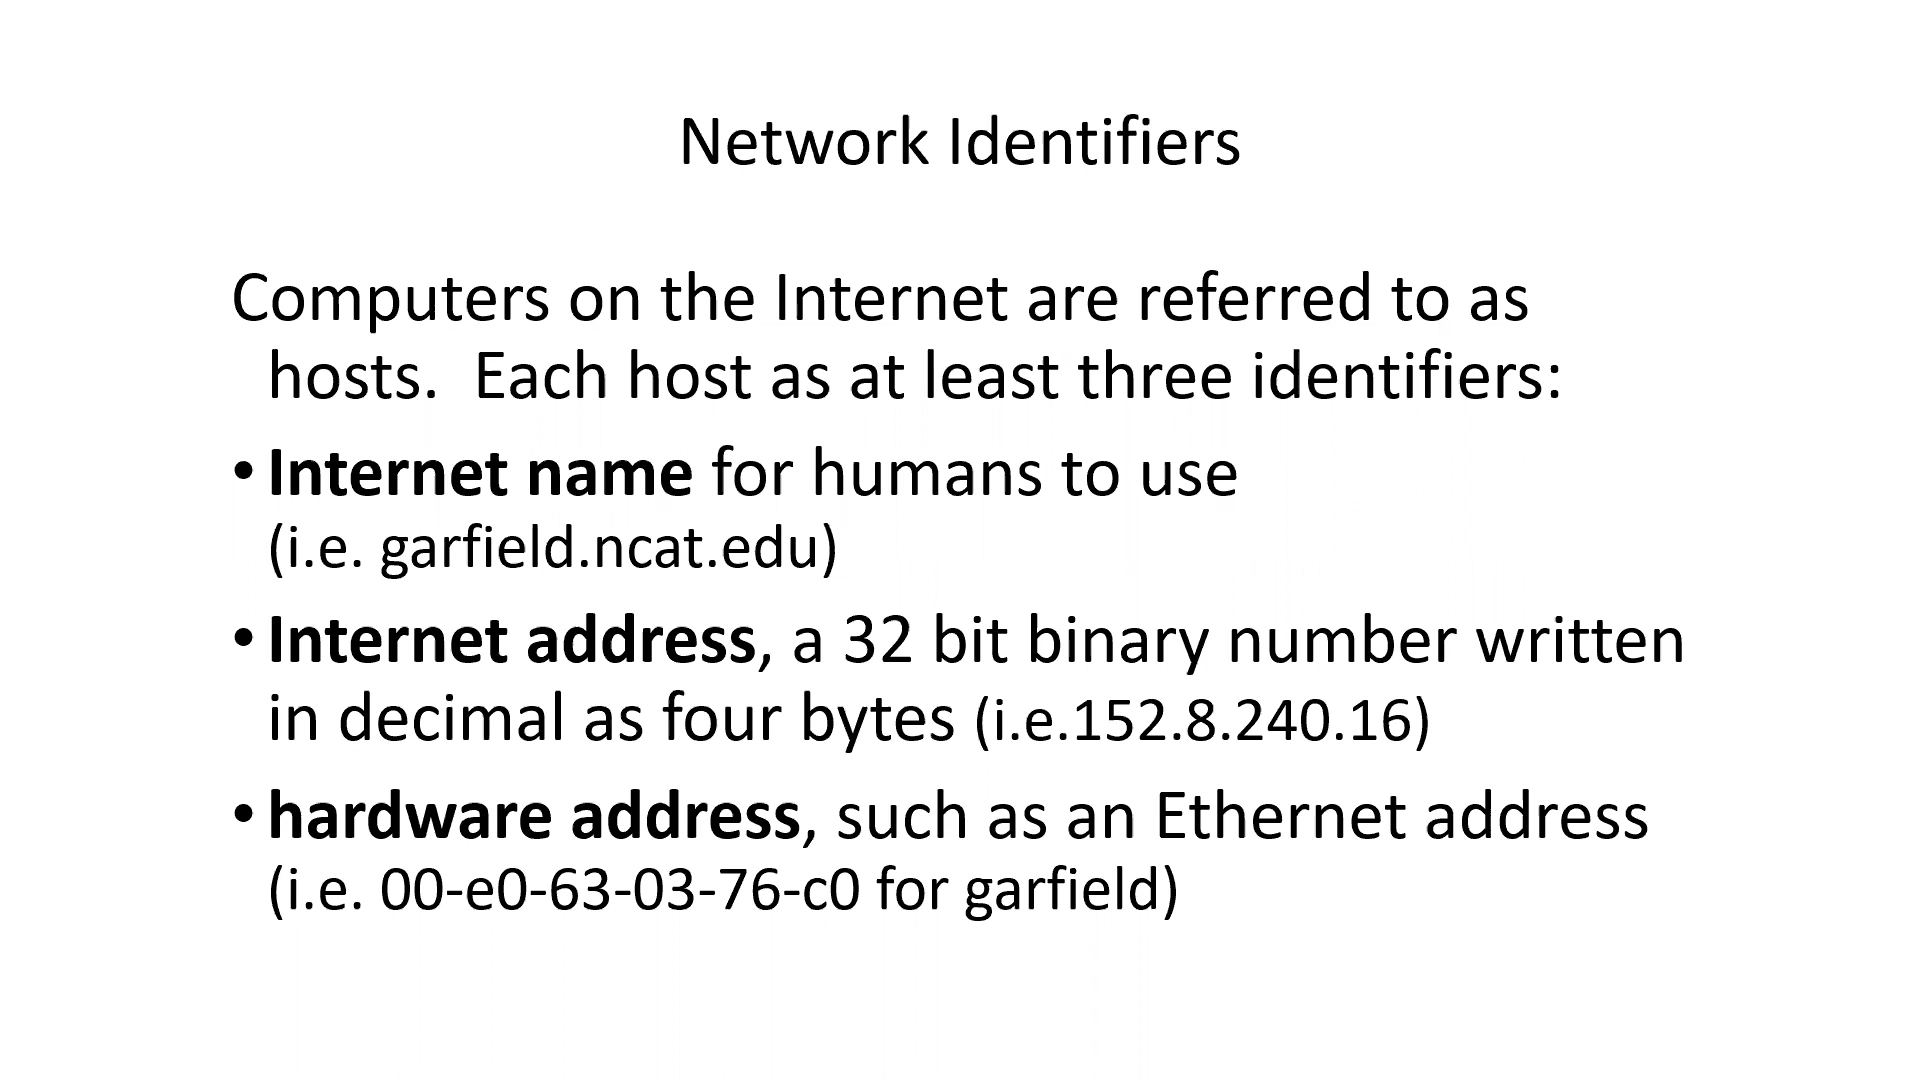 Network Identifiers
Computers on the Internet are referred to as
hosts.  Each host as at least three identifiers:
• Internet name for humans to use
(i.e. garfield.ncat.edu)
• Internet address, a 32 bit binary number written
in decimal as four bytes (i.e.152.8.240.16)
• hardware address, such as an Ethernet address
(i.e. 00-e0-63-03-76-c0 for garfield)